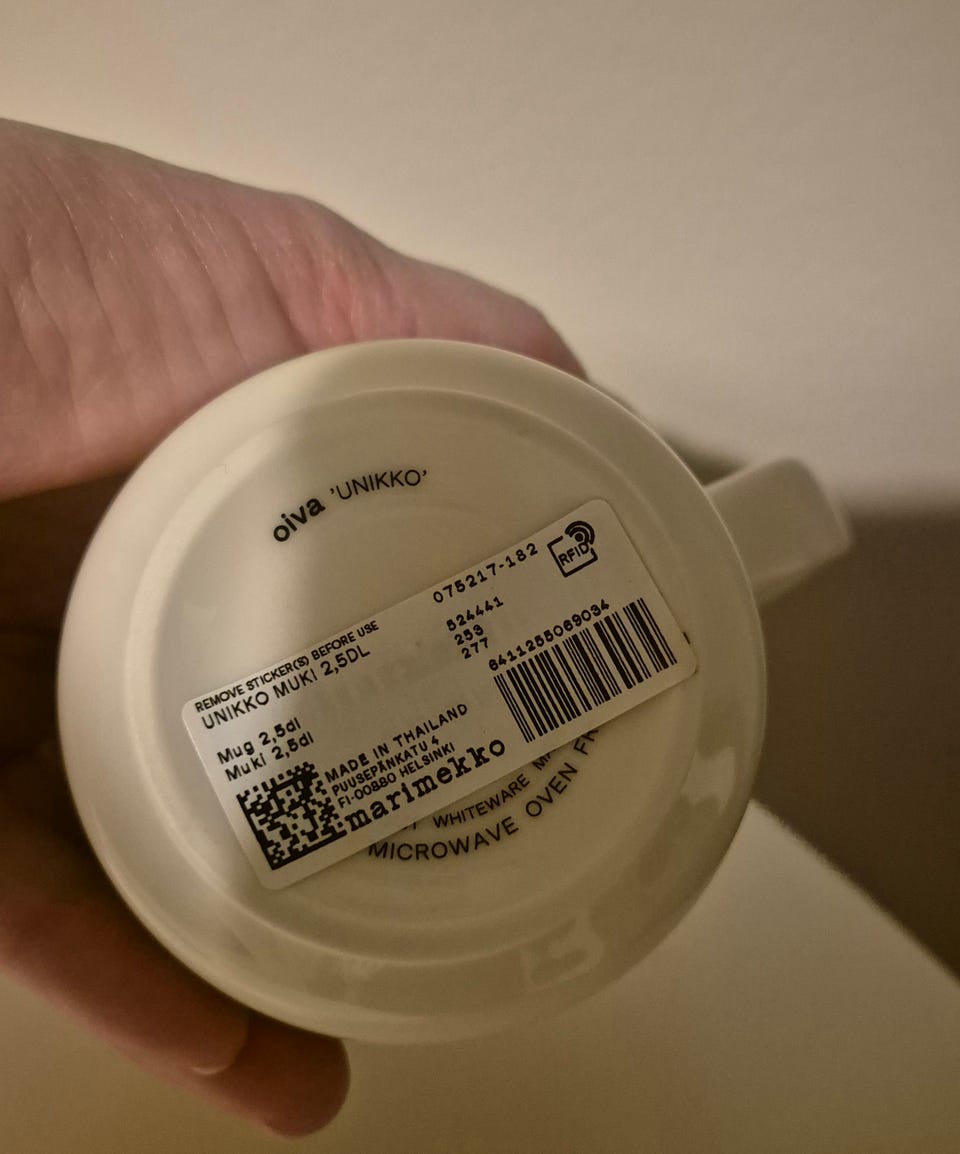 oiva 'UNIKKO'
REMOVE STICKER(S) BEFORE USE
UNIKKO MUKI 2,5DL
075217-182
RFID
524441
253
277
6411255069034
Mug 2,5dl
Muki 2,5dl
MADE IN THAILAND
PUUSEPÄNKATU 4
FI-00880 HELSINKI
marimekko
WHITEWARE
MICROWAVE OVEN